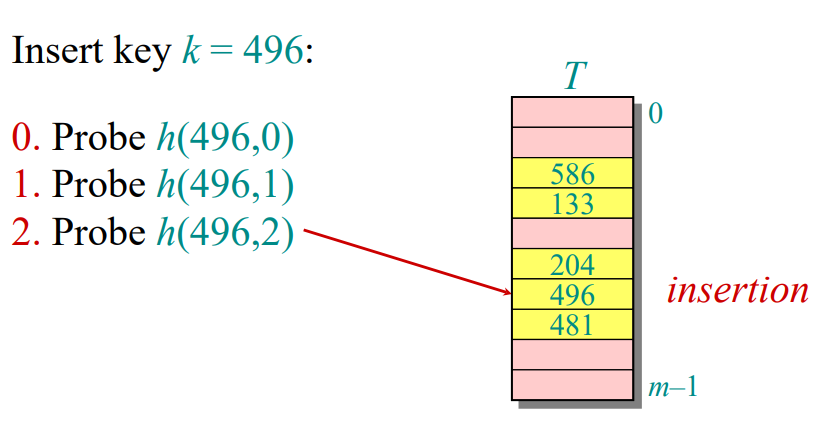 Insert key k = 496:
0. Probe h(496,0)
1. Probe h(496,1)
2. Probe h(496,2)
T
0
586
133
204
496
481
insertion
m–1